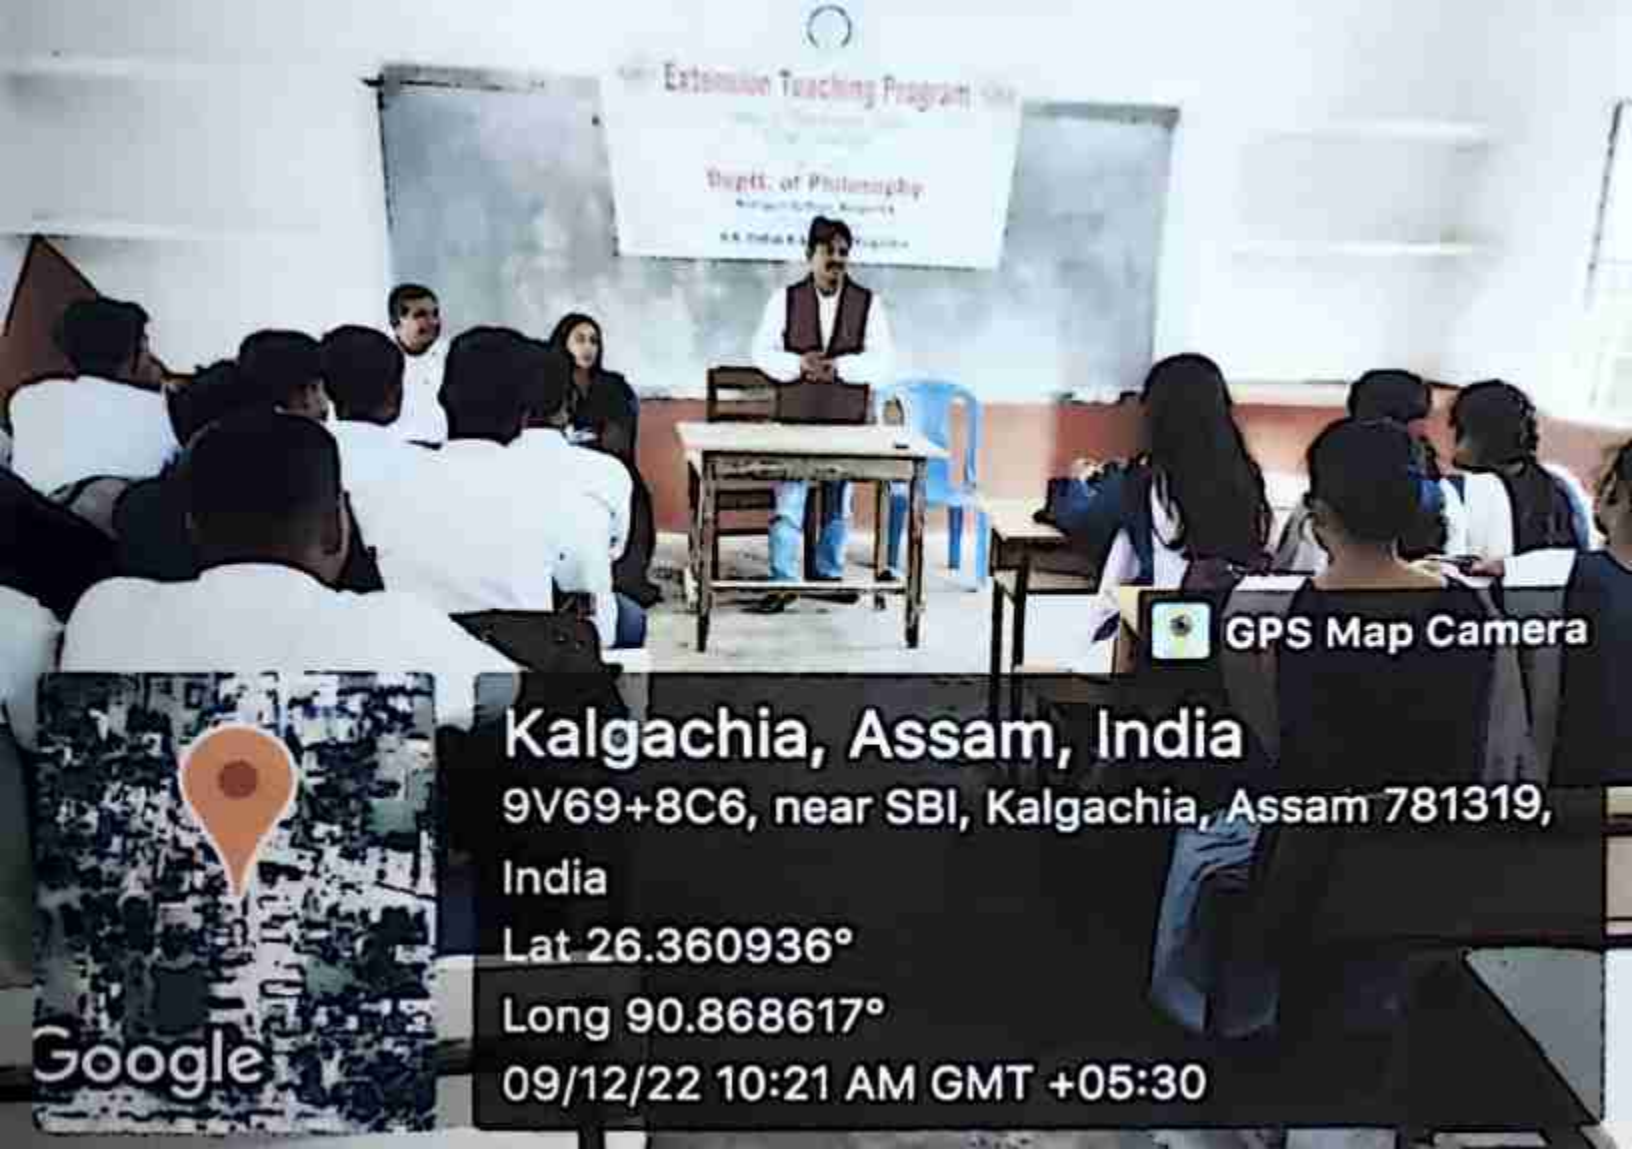 Extension Teaching Program
Deptt. of Philosophy
GPS Map Camera
Kalgachia, Assam, India
9V69+8C6, near SBI, Kalgachia, Assam 781319,
India
Lat 26.360936°
Long 90.868617°
09/12/22 10:21 AM GMT +05:30
Google